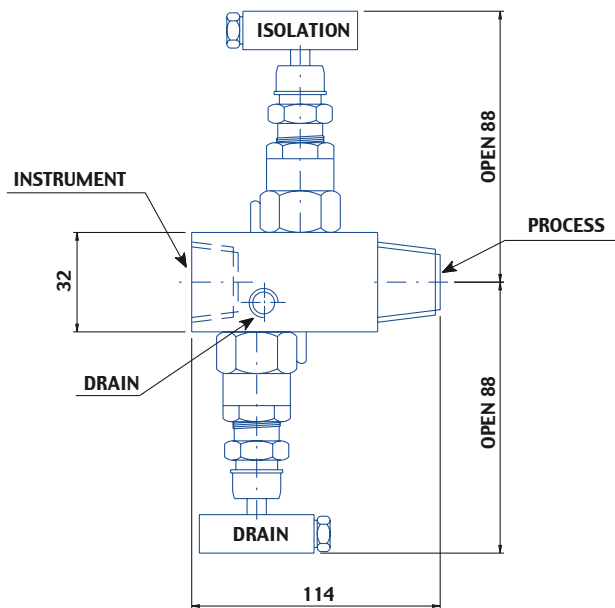 ISOLATION
OPEN 88
INSTRUMENT
PROCESS
32
DRAIN
OPEN 88
DRAIN
114